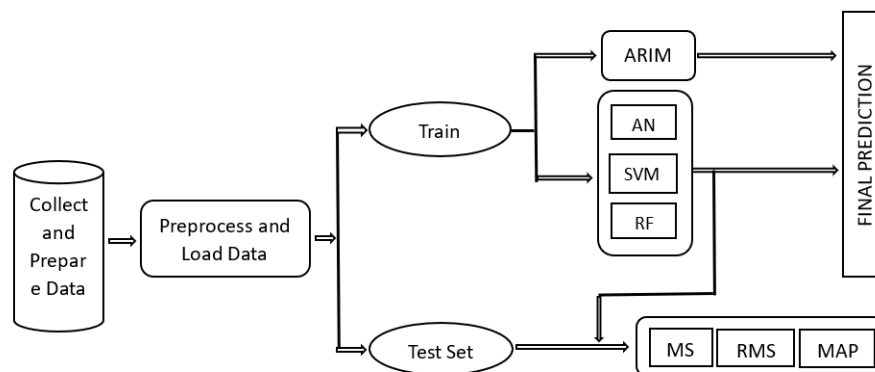 Collect
and
Prepar
e Data
Preprocess and
Load Data
Train
Test Set
ARIM
AN
SVM
RF
FINAL PREDICTION
MS
RMS
MAP